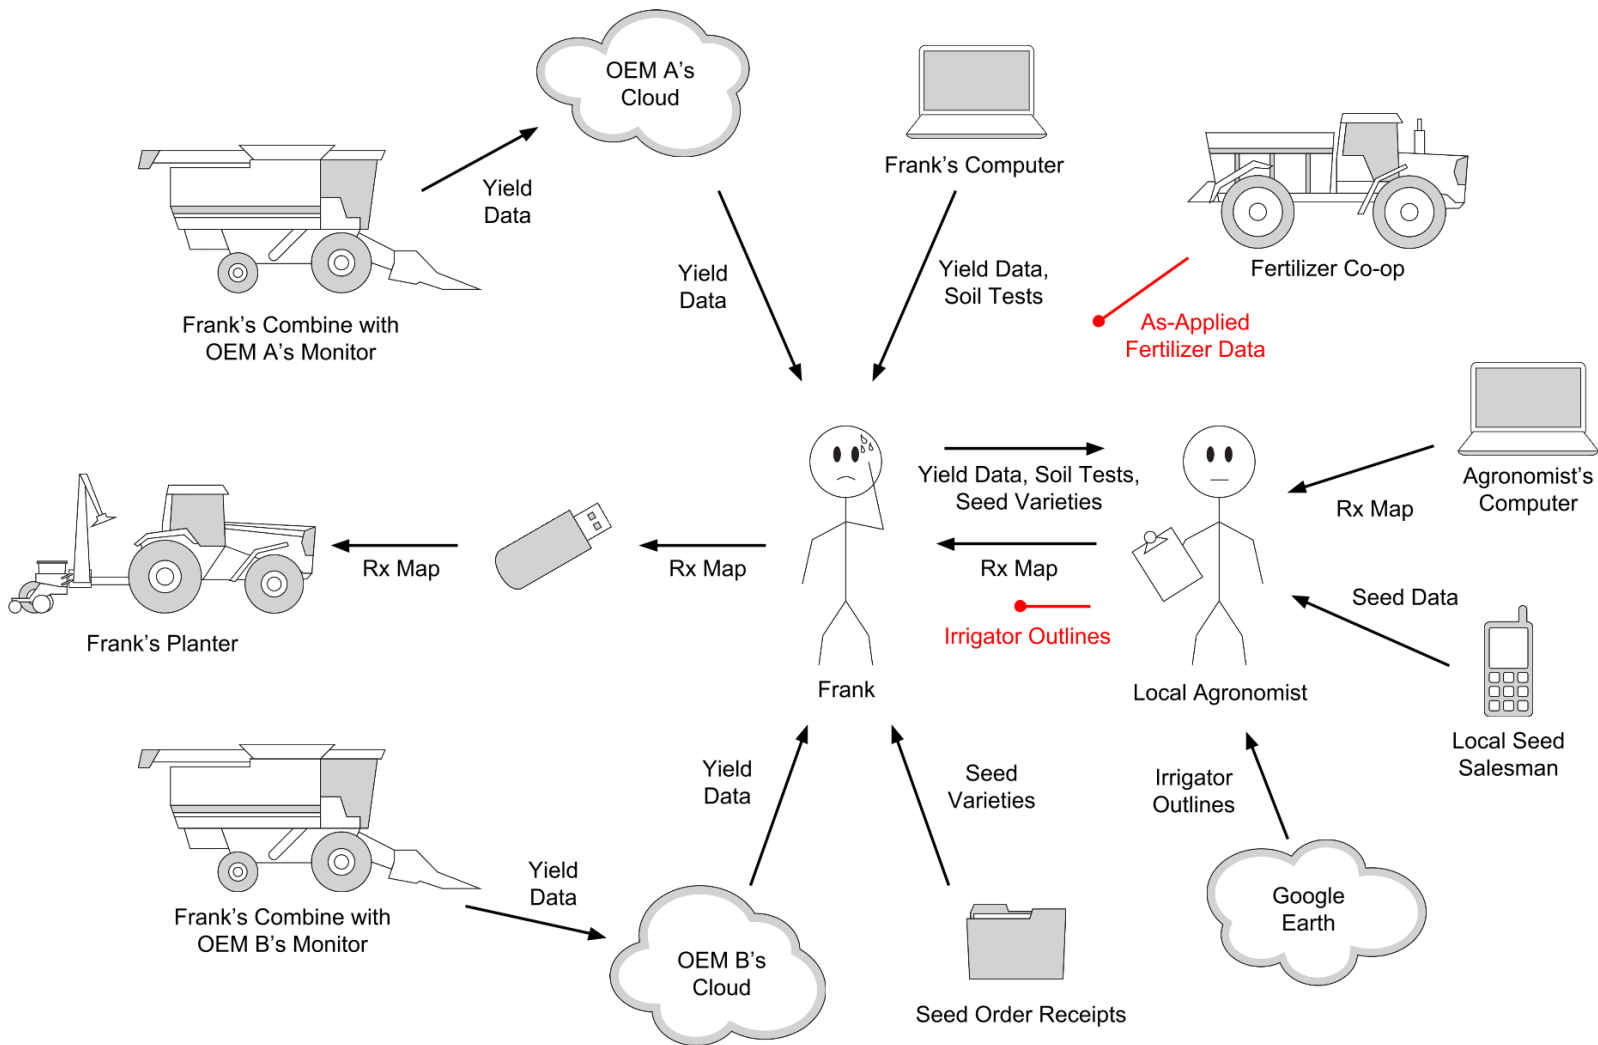 OEM A's
Cloud
Yield
Data
Frank's Computer
Yield
Data
Yield Data,
Soil Tests
Fertilizer Co-op
Frank's Combine with
OEM A's Monitor
As-Applied
Fertilizer Data
Yield Data, Soil Tests,
Seed Varieties
Agronomist's
Computer
Rx Map
Rx Map
Rx Map
Rx Map
Seed Data
Irrigator Outlines
Frank's Planter
Frank
Local Agronomist
Local Seed
Salesman
Yield
Data
Seed
Varieties
Irrigator
Outlines
Yield
Data
Frank's Combine with
OEM B's Monitor
OEM B's
Cloud
Google
Earth
Seed Order Receipts